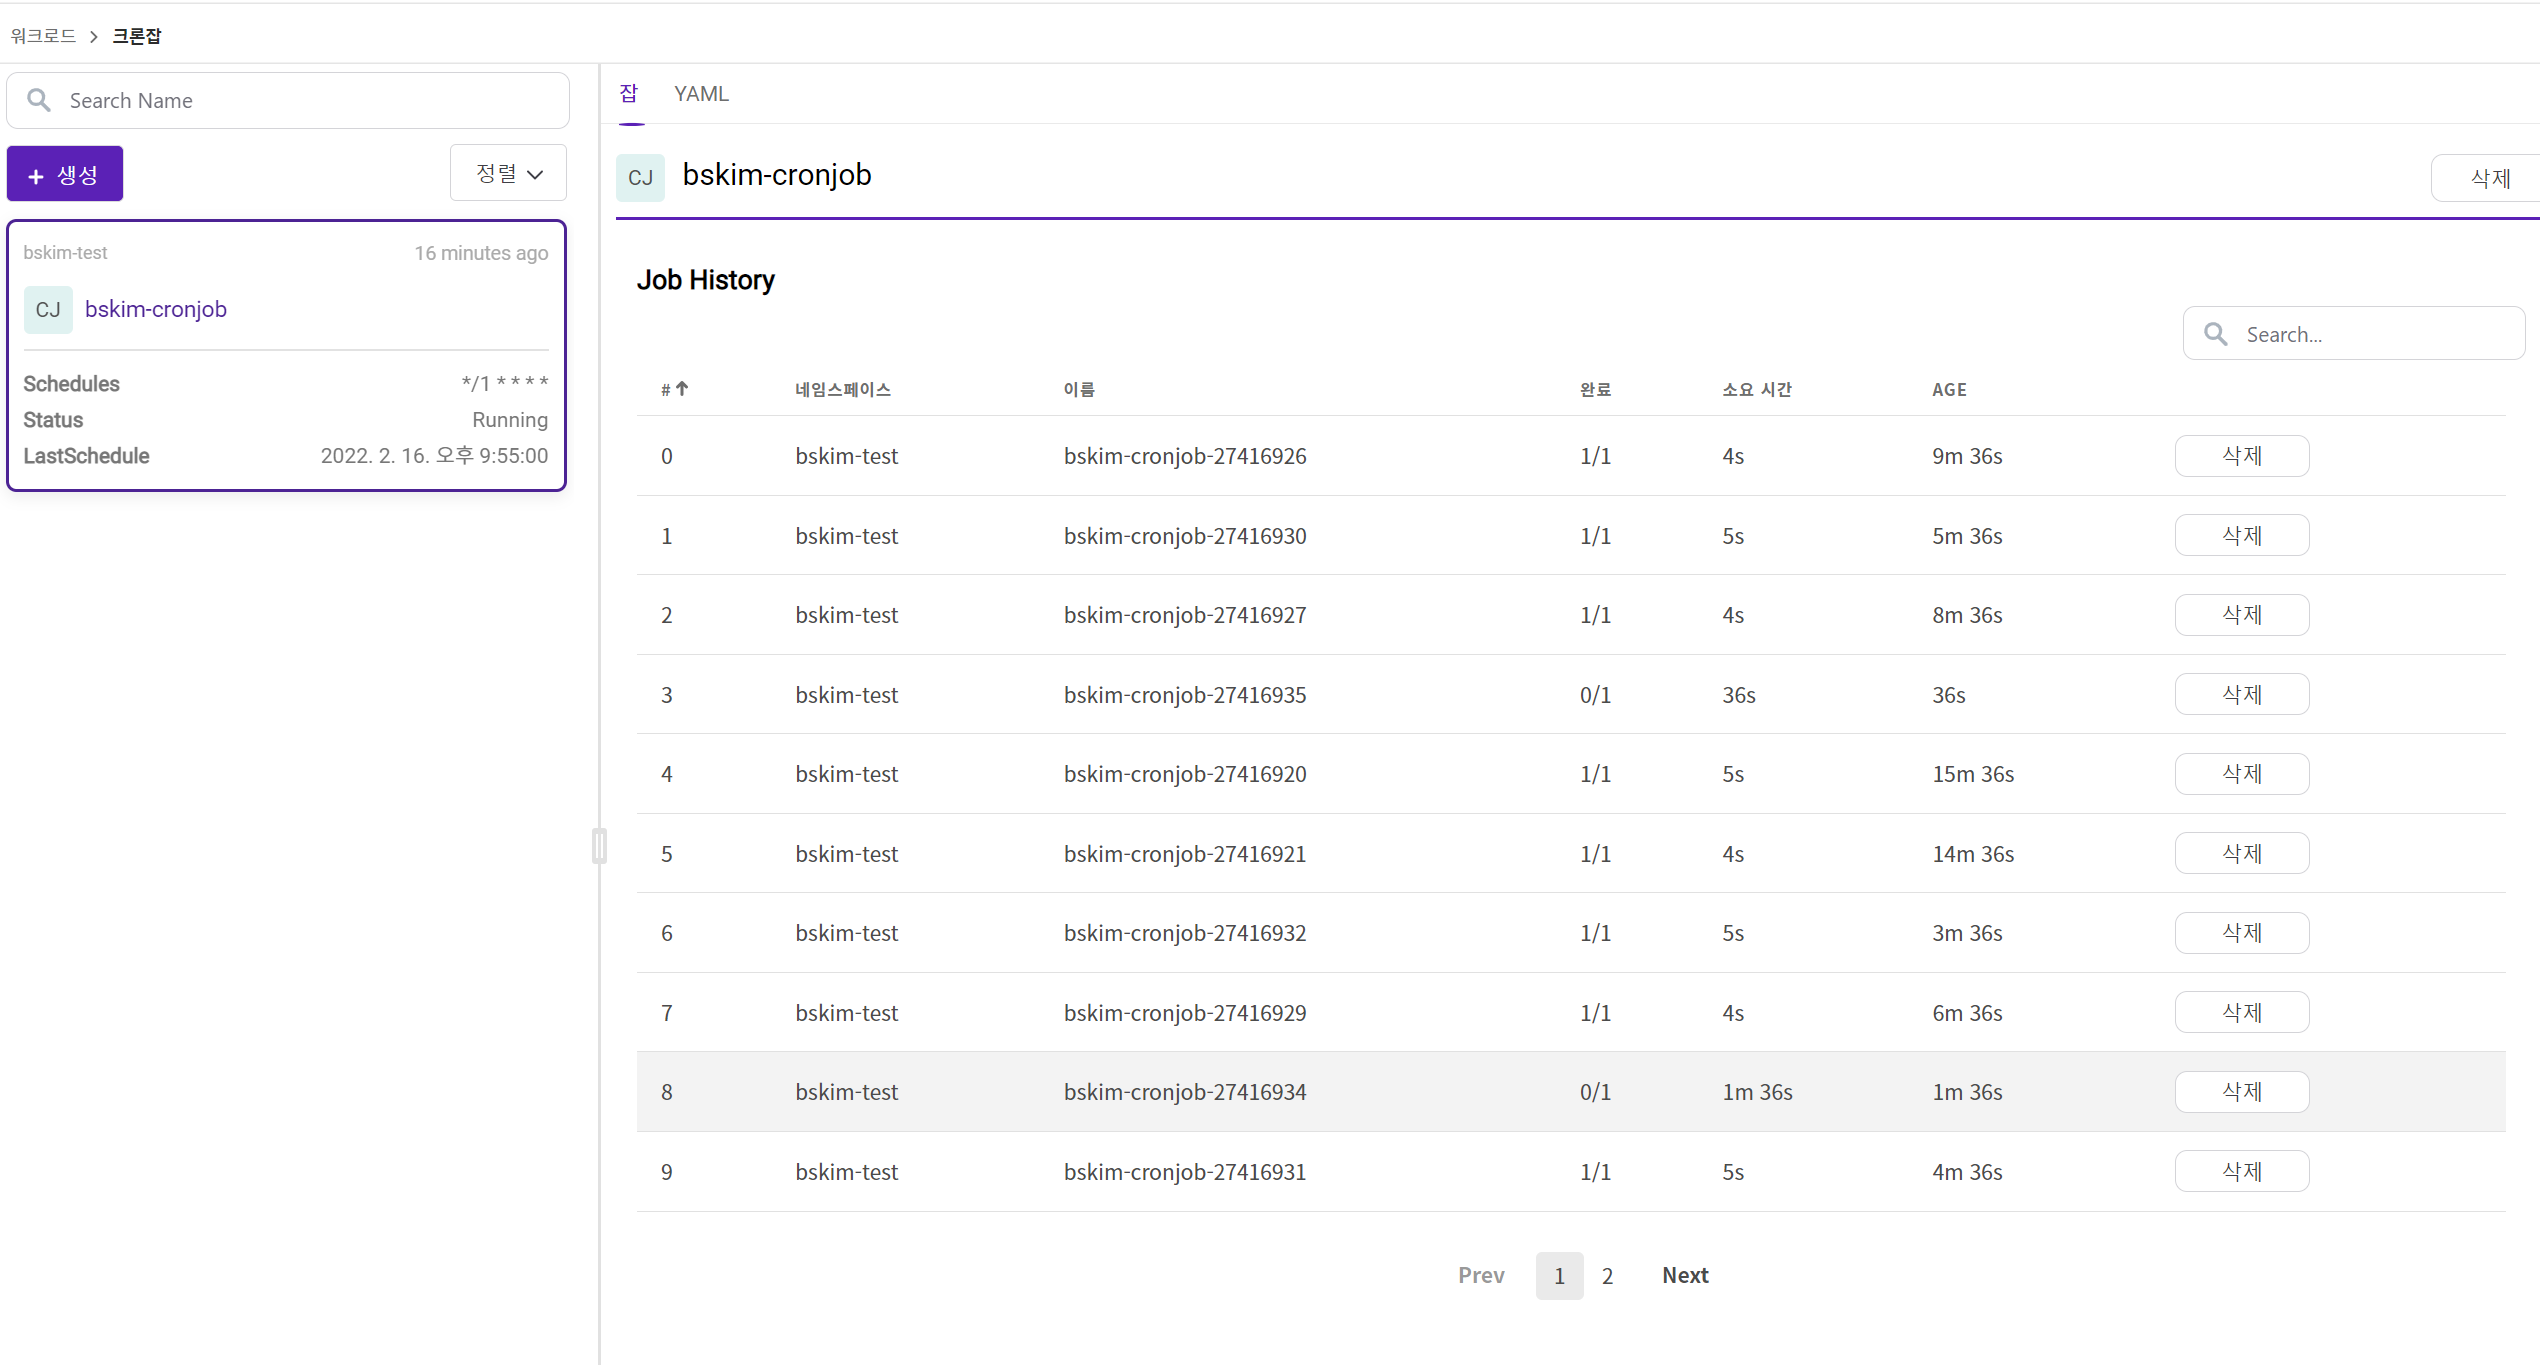 워크로드 > 크론잡
Search Name
+ 생성
정렬
bskim-test 16 minutes ago
CJ bskim-cronjob
Schedules */1 * * * *
Status Running
LastSchedule 2022. 2. 16. 오후 9:55:00
잡 YAML
CJ bskim-cronjob 삭제
Job History
Search...
# 네임스페이스 이름 완료 소요 시간 AGE
0 bskim-test bskim-cronjob-27416926 1/1 4s 9m 36s 삭제
1 bskim-test bskim-cronjob-27416930 1/1 5s 5m 36s 삭제
2 bskim-test bskim-cronjob-27416927 1/1 4s 8m 36s 삭제
3 bskim-test bskim-cronjob-27416935 0/1 36s 36s 삭제
4 bskim-test bskim-cronjob-27416920 1/1 5s 15m 36s 삭제
5 bskim-test bskim-cronjob-27416921 1/1 4s 14m 36s 삭제
6 bskim-test bskim-cronjob-27416932 1/1 5s 3m 36s 삭제
7 bskim-test bskim-cronjob-27416929 1/1 4s 6m 36s 삭제
8 bskim-test bskim-cronjob-27416934 0/1 1m 36s 1m 36s 삭제
9 bskim-test bskim-cronjob-27416931 1/1 5s 4m 36s 삭제
Prev 1 2 Next